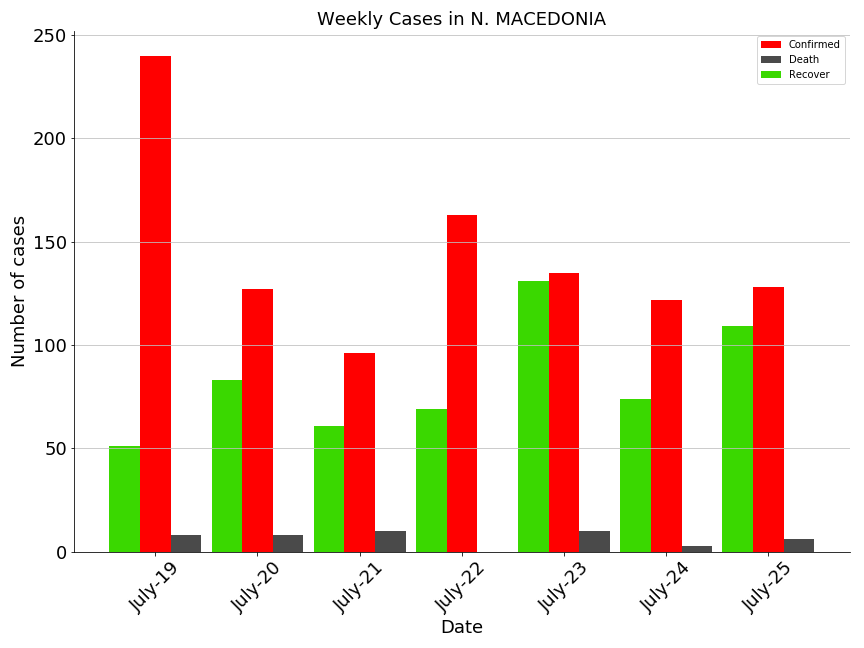 Weekly Cases in N. MACEDONIA
Confirmed
Death
Recover
Number of cases
250
200
150
100
50
0
July-19
July-20
July-21
July-22
July-23
July-24
July-25
Date